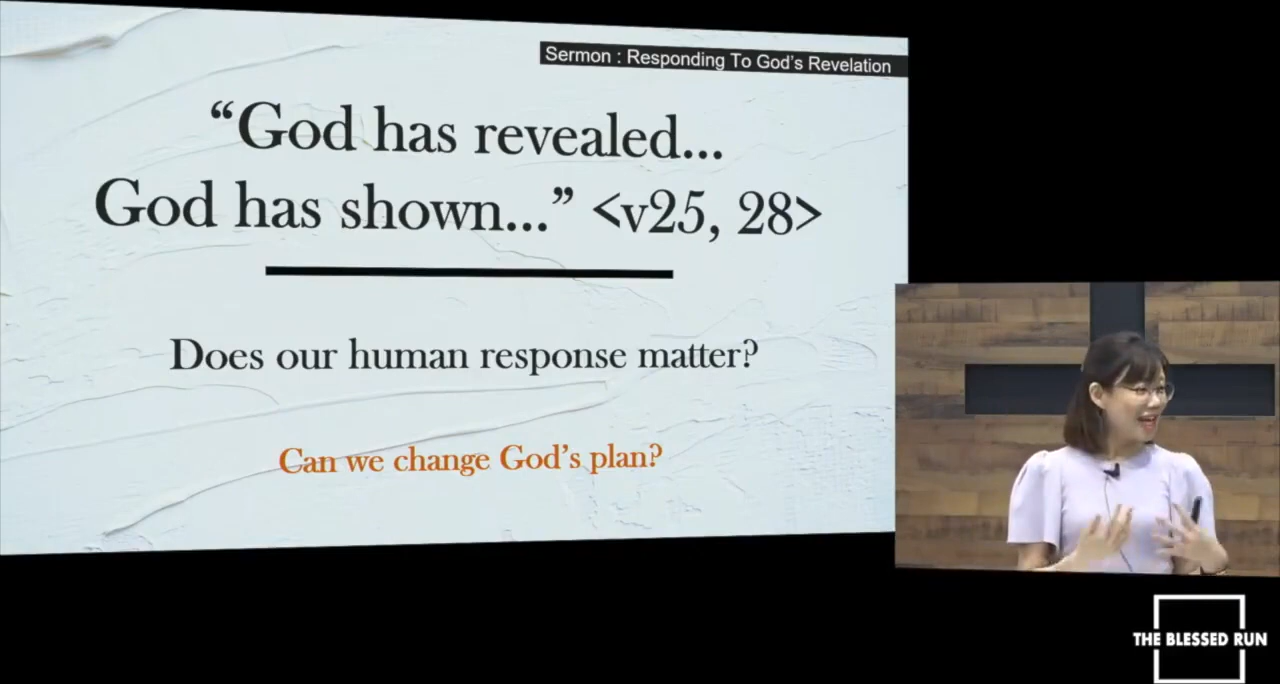 Sermon : Responding To God's Revelation
“God has revealed...
God has shown...” <v25, 28>
Does our human response matter?
Can we change God's plan?
THE BLESSED RUN